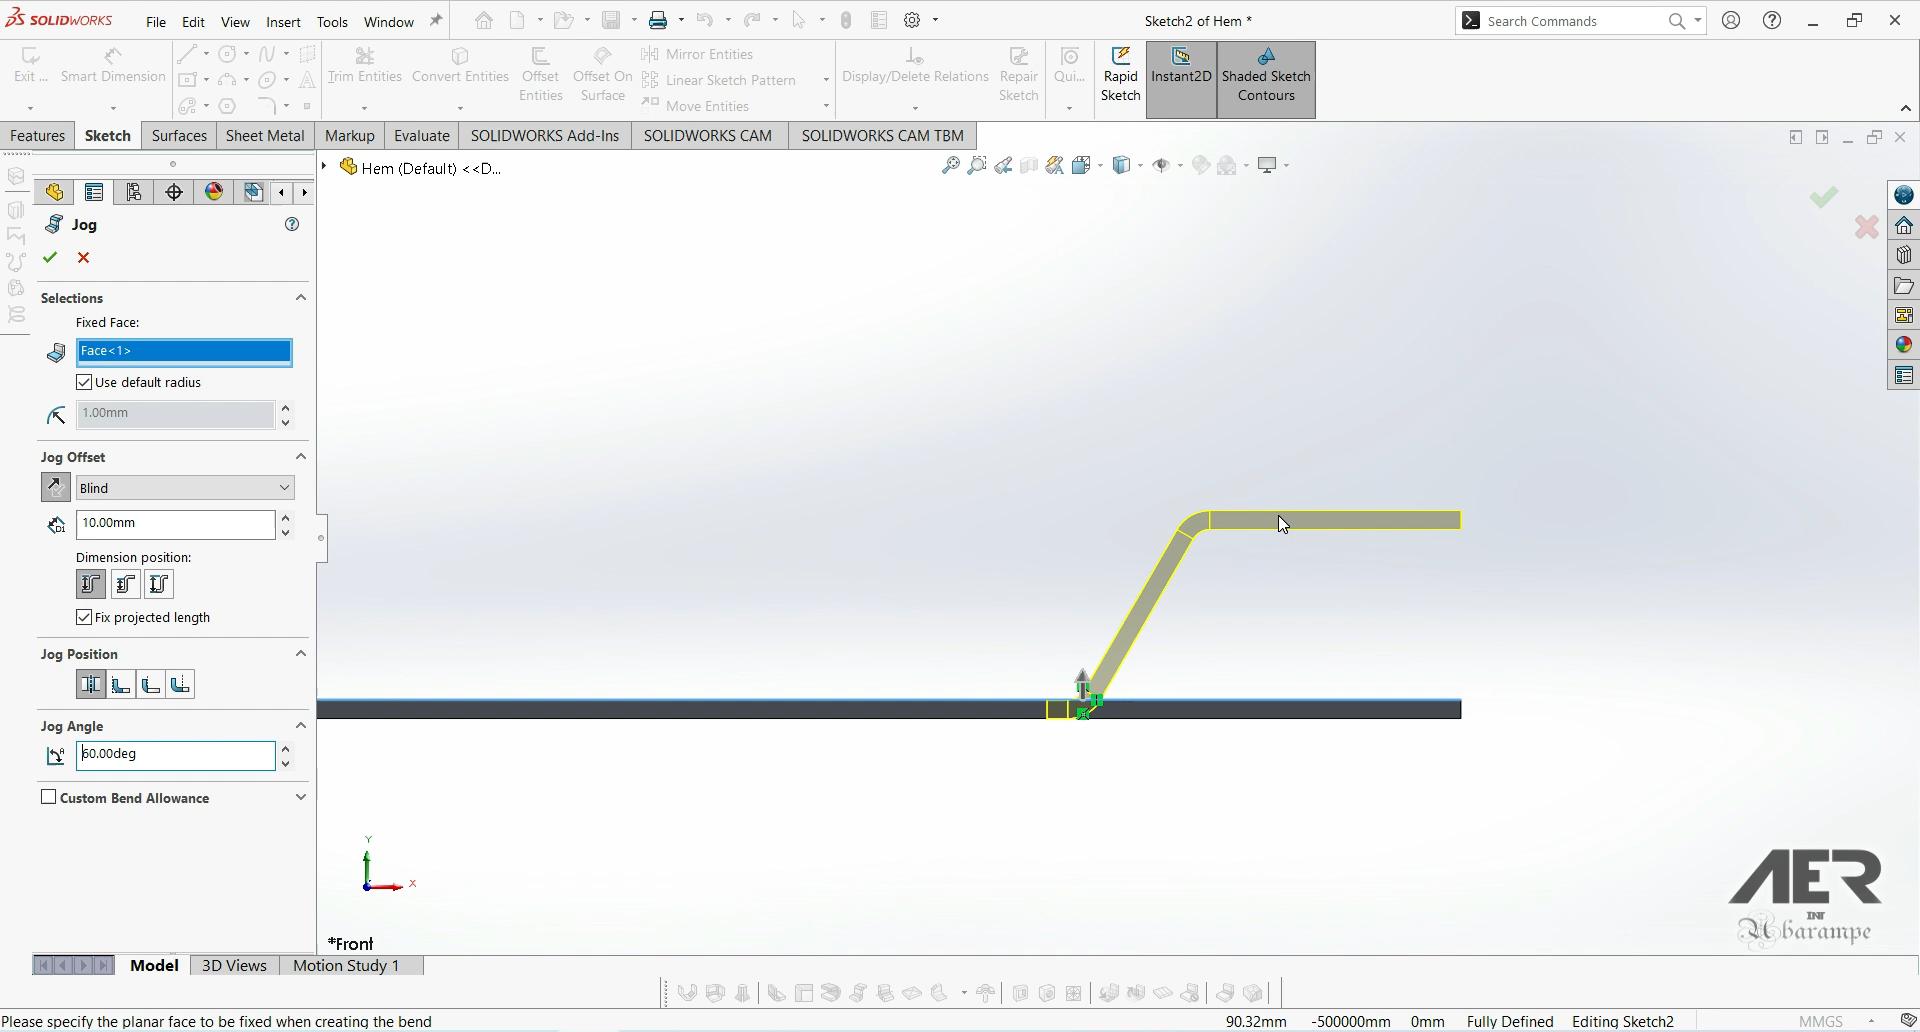 SOLIDWORKS File Edit View Insert Tools Window Sketch2 of Hem * Search Commands
Exit ... Smart Dimension Trim Entities Convert Entities Offset Entities Offset On Surface Mirror Entities Linear Sketch Pattern Move Entities Display/Delete Relations Repair Sketch Qui... Rapid Sketch Instant2D Shaded Sketch Contours
Features Sketch Surfaces Sheet Metal Markup Evaluate SOLIDWORKS Add-Ins SOLIDWORKS CAM SOLIDWORKS CAM TBM
Hem (Default) <<D...
Jog
Selections
Fixed Face:
Face<1>
Use default radius
1.00mm
Jog Offset
Blind
D1 10.00mm
Dimension position:
Fix projected length
Jog Position
Jog Angle
60.00deg
Custom Bend Allowance
Y
X
*Front
AER
INT
Abarampe
Model 3D Views Motion Study 1
Please specify the planar face to be fixed when creating the bend 90.32mm -500000mm 0mm Fully Defined Editing Sketch2 MMGS